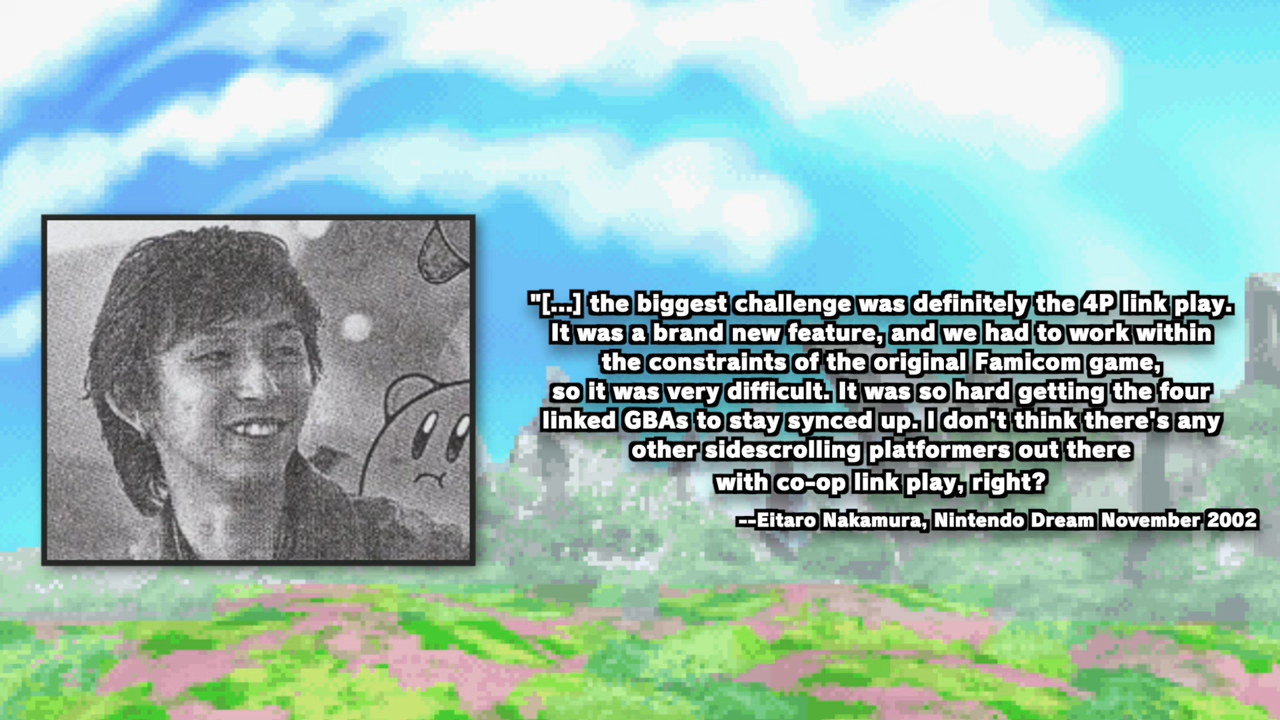 "[...] the biggest challenge was definitely the 4P link play.
It was a brand new feature, and we had to work within
the constraints of the original Famicom game,
so it was very difficult. It was so hard getting the four
linked GBAs to stay synced up. I don't think there's any
other sidescrolling platformers out there
with co-op link play, right?
--Eitaro Nakamura, Nintendo Dream November 2002